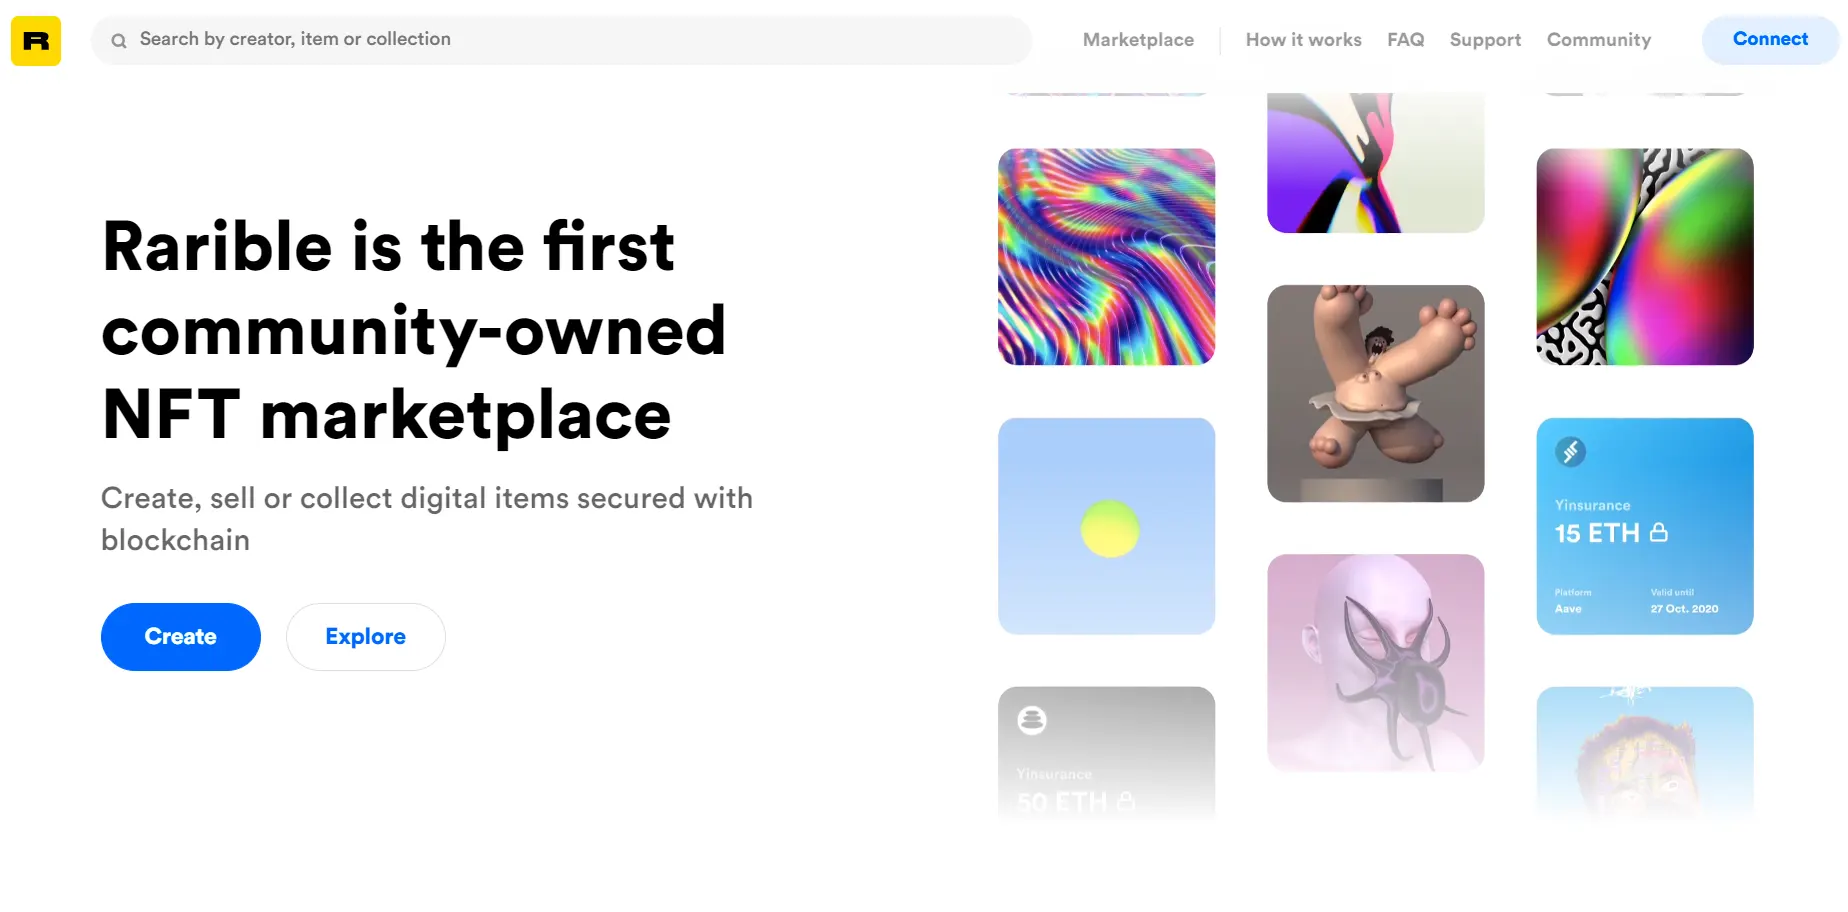 R
Search by creator, item or collection
Marketplace
How it works
FAQ
Support
Community
Connect
Rarible is the first
community-owned
NFT marketplace
Create, sell or collect digital items secured with
blockchain
Create
Explore
Yinsurance
15 ETH
Platform
Valid until
Aave
27 Oct. 2020
Yinsurance
50 ETH